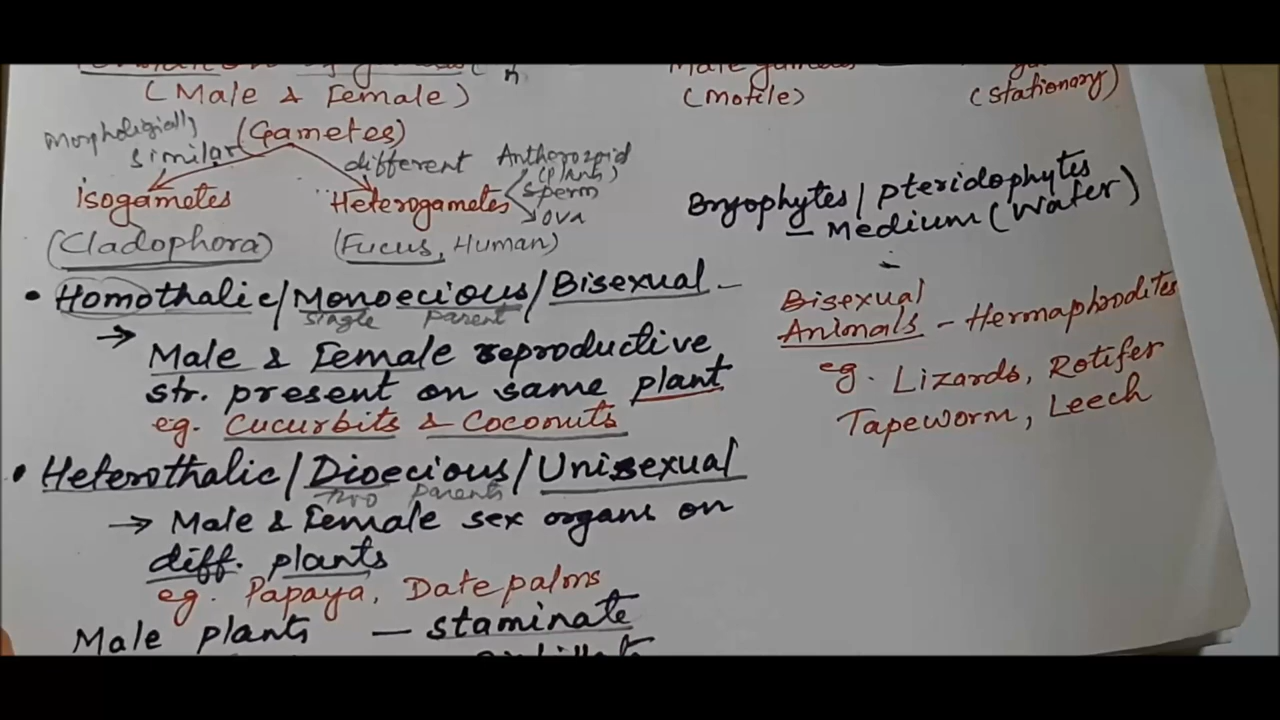 (Male & Female)
(Gametes)
Morphologically
similar
different
Antherozoid
(plants)
sperm
ova
isogametes
Heterogametes
(Cladophora)
(Fucus, Human)
• Homothalic/Monoecious/Bisexual -
single parent
→ Male & Female reproductive
str. present on same plant
eg. Cucurbits & Coconuts
• Heterothalic/Dioecious/Unisexual
two parents
→ Male & Female sex organs on
diff. plants
eg. Papaya, Date palms
Male plants - staminate
(motile)
(stationary)
Bryophytes/Pteridophytes
- Medium (Water)
Bisexual
Animals - Hermaphrodites
eg. Lizards, Rotifer
Tapeworm, Leech